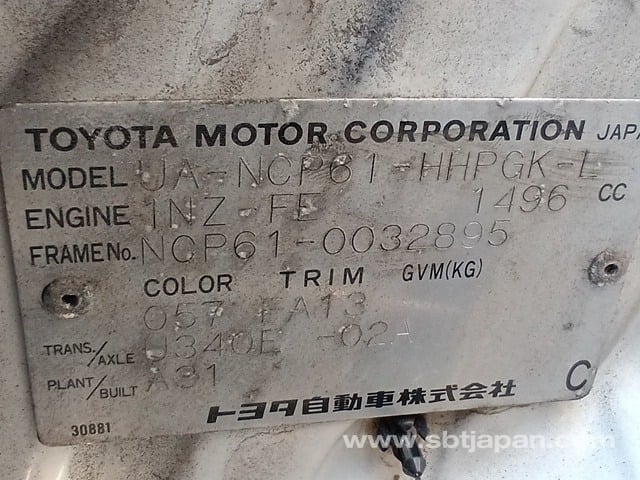 TOYOTA MOTOR CORPORATION JAPA
MODEL UA-NCP61-HHPGK-L
ENGINE 1NZ-FE 1496 CC
FRAME No. NCP61-0032895
COLOR TRIM GVM(KG)
057 FA13
TRANS./AXLE U340E -02A
PLANT/BUILT A31
トヨタ自動車株式会社 C
30881
www.sbtjapan.com